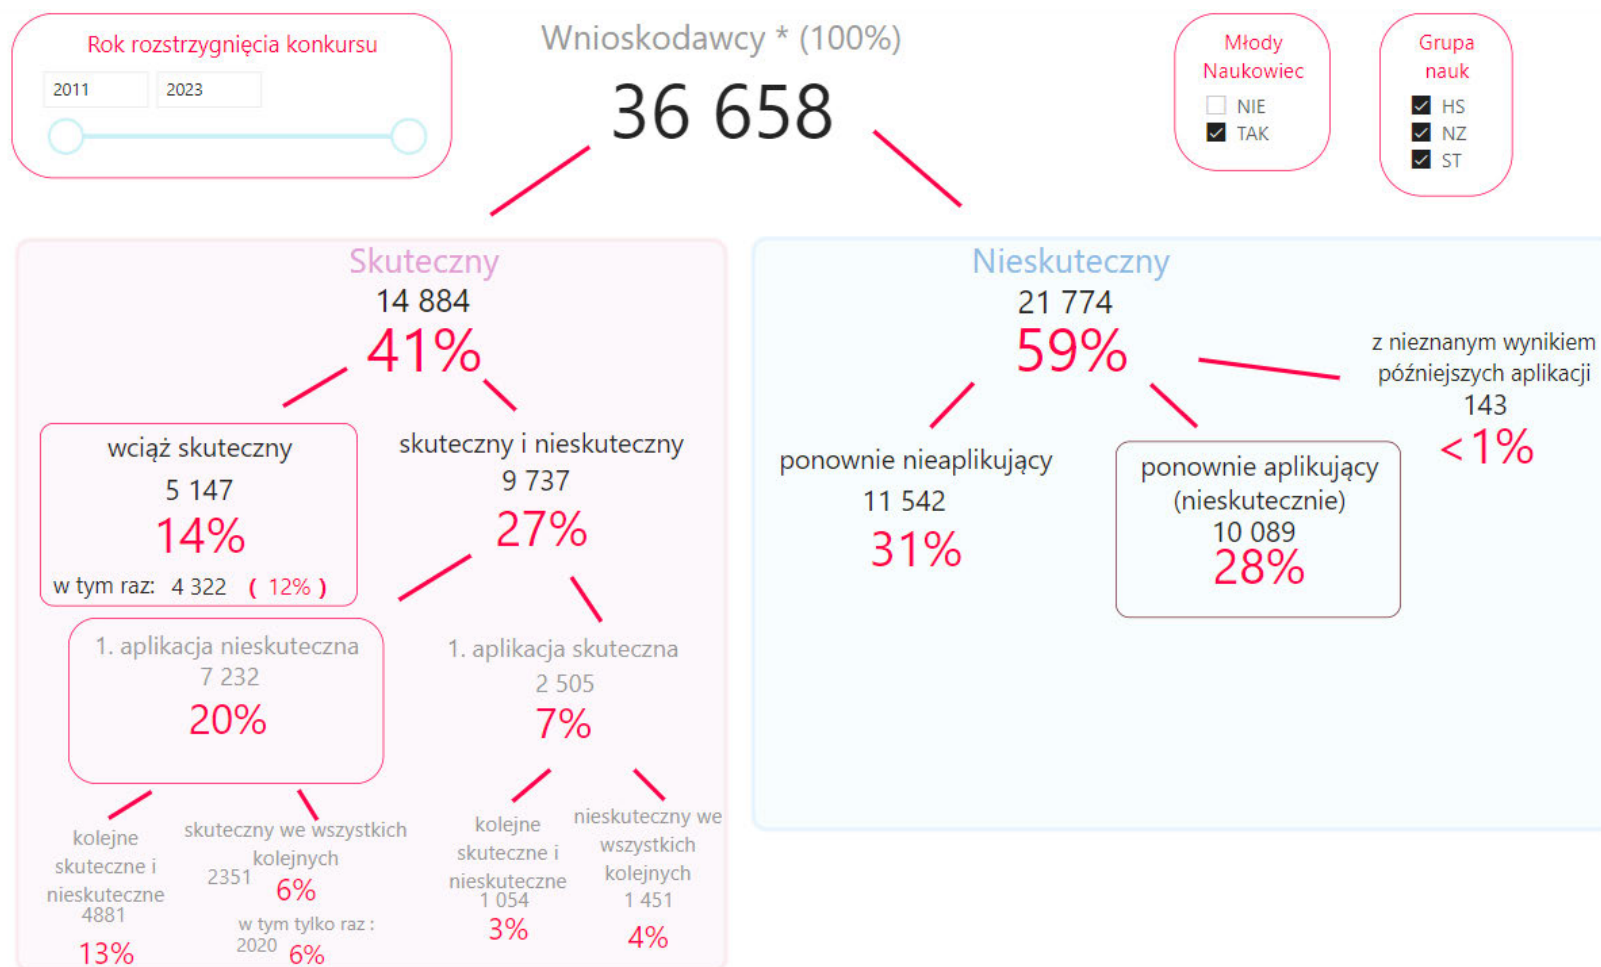 Rok rozstrzygnięcia konkursu
2011 2023
Wnioskodawcy * (100%)
36 658
Młody
Naukowiec
NIE
TAK
Grupa
nauk
HS
NZ
ST
Skuteczny
14 884
41%
wciąż skuteczny
5 147
14%
w tym raz: 4 322 ( 12% )
skuteczny i nieskuteczny
9 737
27%
1. aplikacja nieskuteczna
7 232
20%
1. aplikacja skuteczna
2 505
7%
kolejne
skuteczne i
nieskuteczne
4881
13%
skuteczny we wszystkich
kolejnych
2351 6%
w tym tylko raz :
2020 6%
kolejne
skuteczne i
nieskuteczne
1 054
3%
nieskuteczny we
wszystkich
kolejnych
1 451
4%
Nieskuteczny
21 774
59%
ponownie nieaplikujący
11 542
31%
ponownie aplikujący
(nieskutecznie)
10 089
28%
z nieznanym wynikiem
późniejszych aplikacji
143
<1%